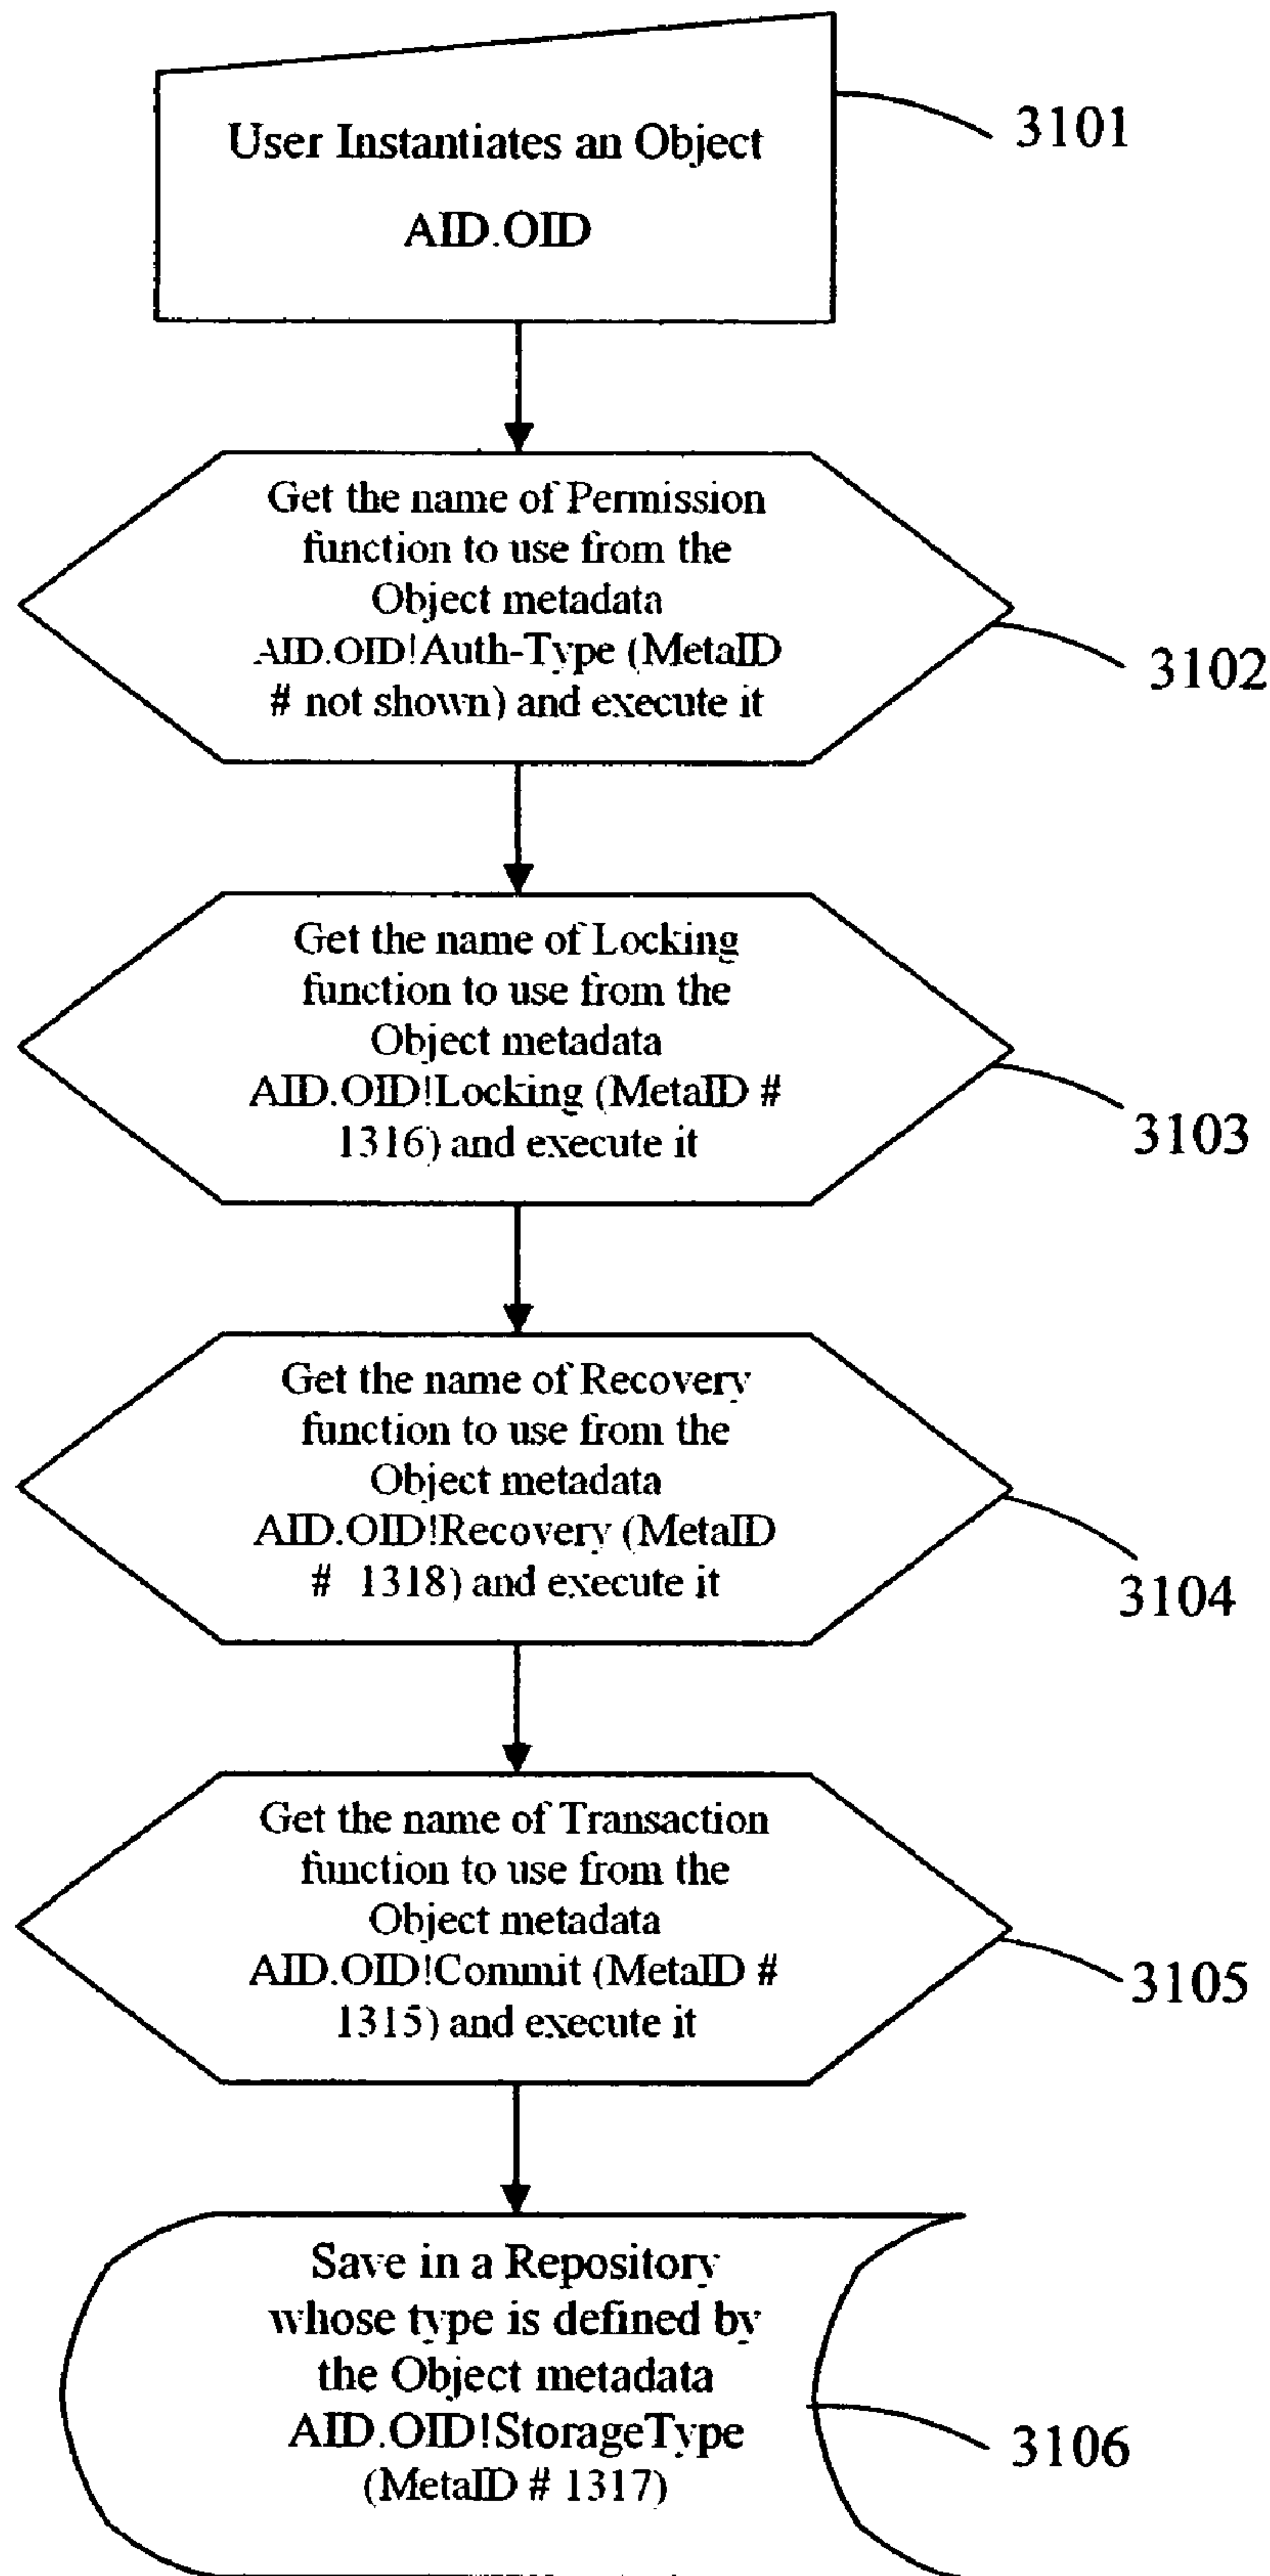 User Instantiates an Object
AID.OID
3101
Get the name of Permission
function to use from the
Object metadata
AID.OID!Auth-Type (MetaID
# not shown) and execute it
3102
Get the name of Locking
function to use from the
Object metadata
AID.OID!Locking (MetaID #
1316) and execute it
3103
Get the name of Recovery
function to use from the
Object metadata
AID.OID!Recovery (MetaID
# 1318) and execute it
3104
Get the name of Transaction
function to use from the
Object metadata
AID.OID!Commit (MetaID #
1315) and execute it
3105
Save in a Repository
whose type is defined by
the Object metadata
AID.OID!StorageType
(MetaID # 1317)
3106